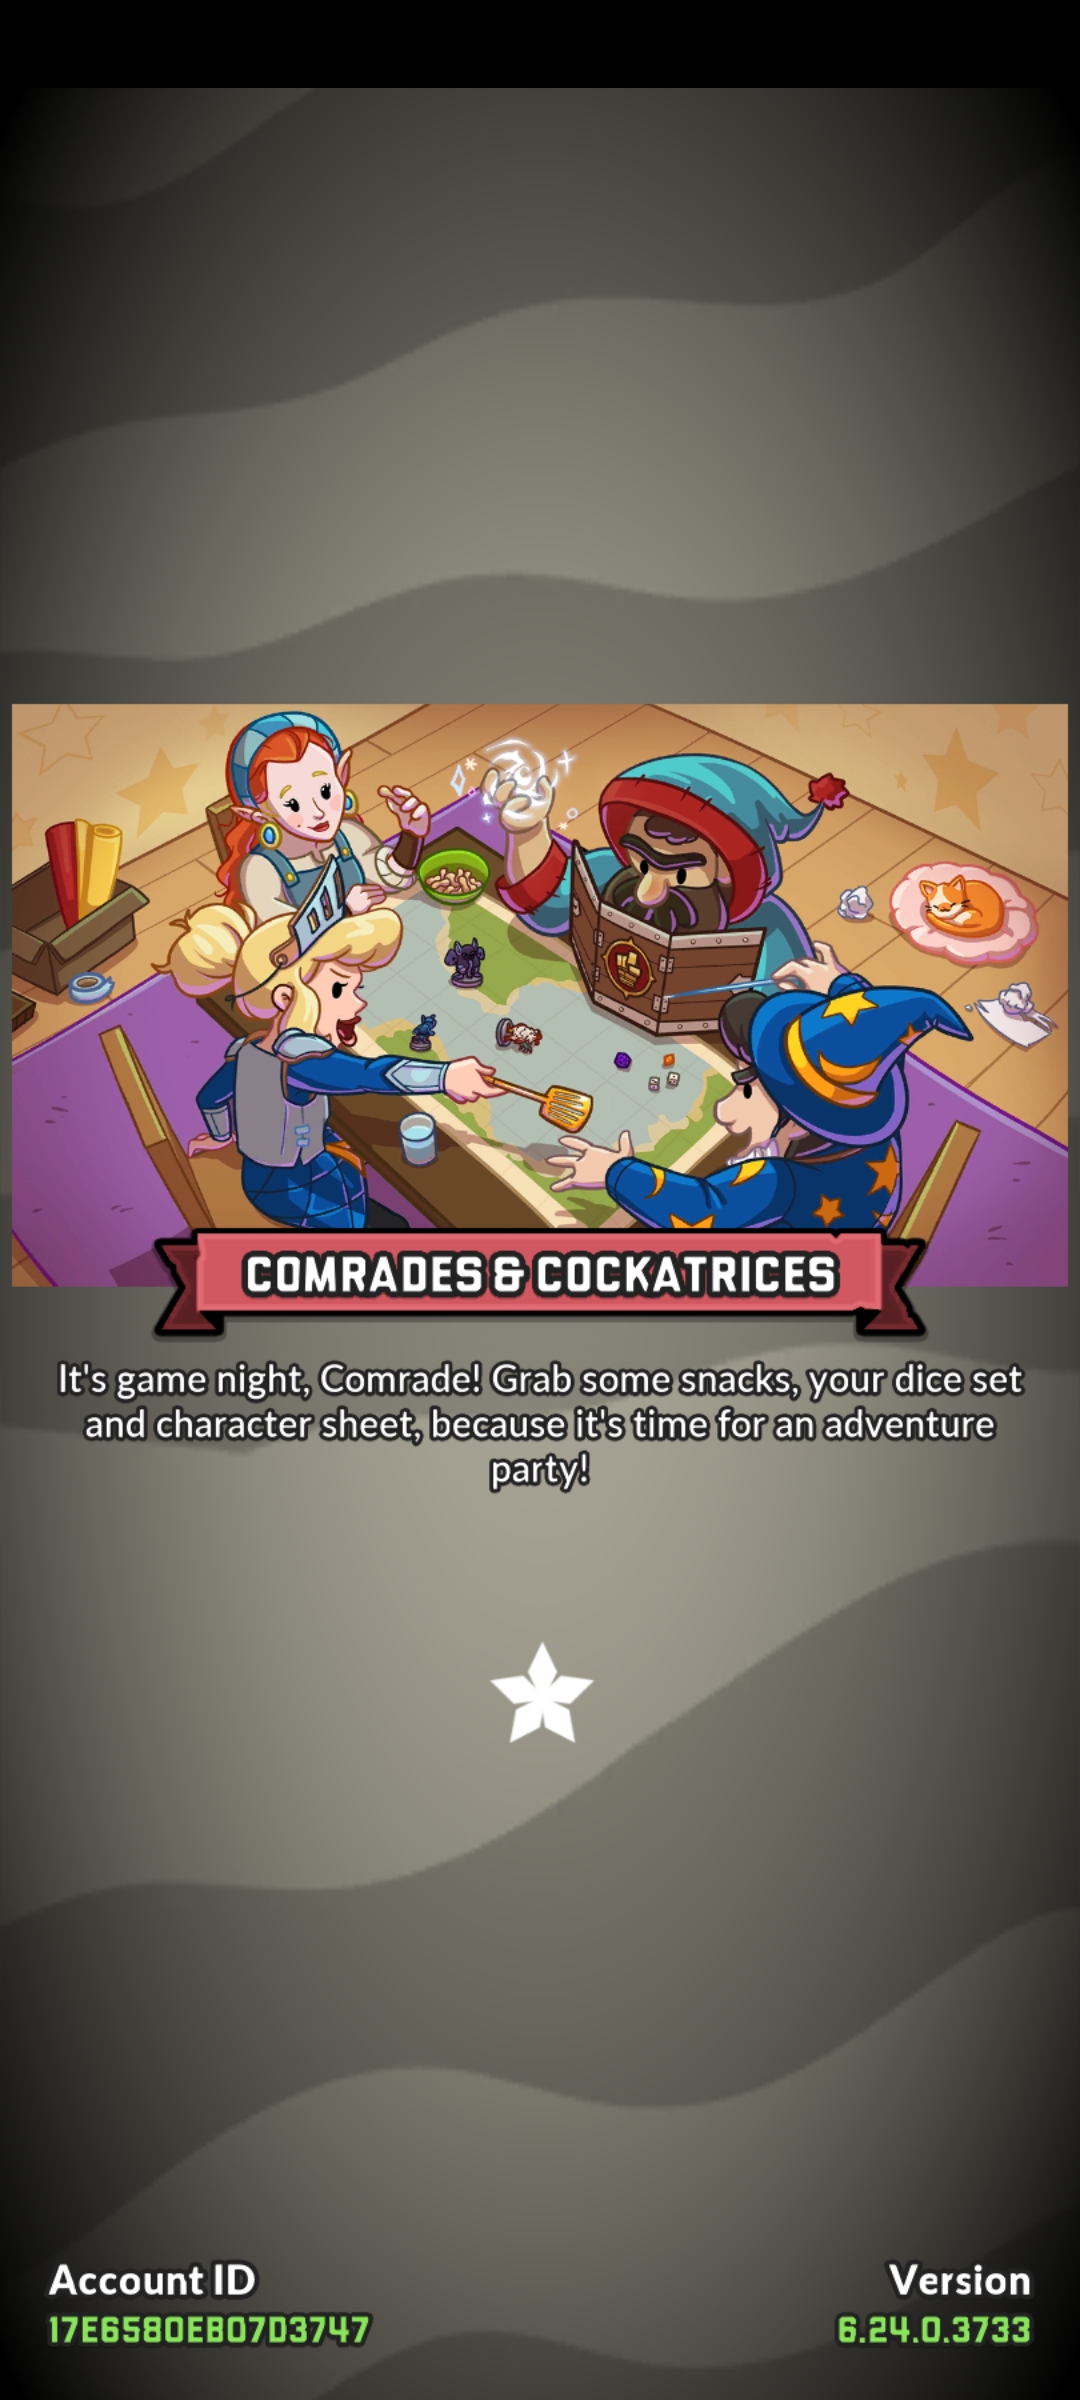 COMRADES & COCKATRICES
It's game night, Comrade! Grab some snacks, your dice set
and character sheet, because it's time for an adventure
party!
Account ID
Version
17E6580EB07D3747
6.24.0.3733